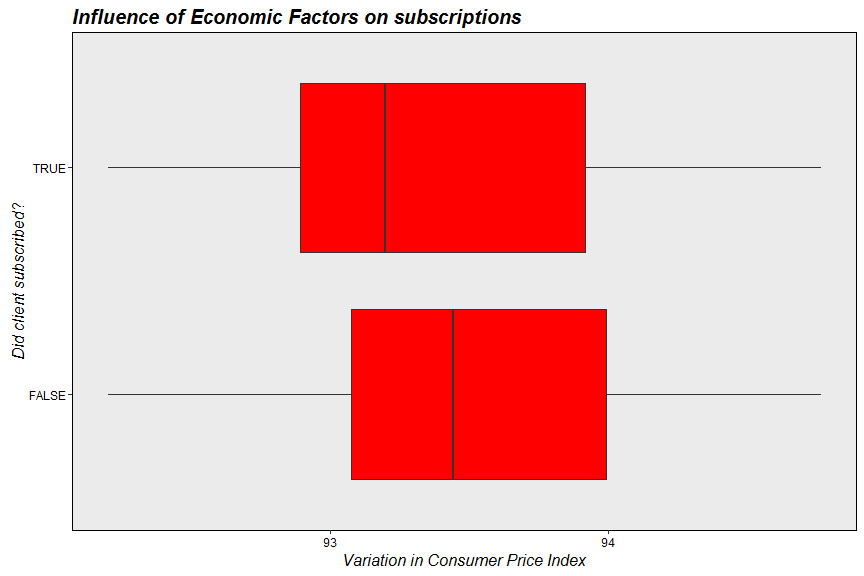 Influence of Economic Factors on subscriptions
Did client subscribed?
TRUE
FALSE
93
94
Variation in Consumer Price Index